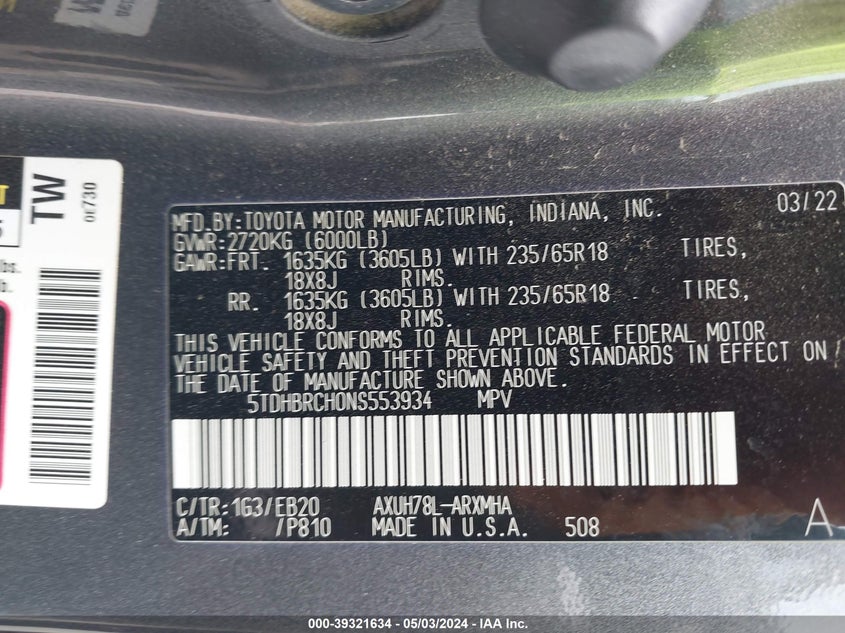 TW
or730
MFD.BY:TOYOTA MOTOR MANUFACTURING, INDIANA, INC. 03/22
GVWR:2720KG (6000LB)
GAWR:FRT. 1635KG (3605LB) WITH 235/65R18 TIRES,
18X8J RIMS.
RR. 1635KG (3605LB) WITH 235/65R18 TIRES,
18X8J RIMS.
THIS VEHICLE CONFORMS TO ALL APPLICABLE FEDERAL MOTOR
VEHICLE SAFETY AND THEFT PREVENTION STANDARDS IN EFFECT ON
THE DATE OF MANUFACTURE SHOWN ABOVE.
5TDHBRCH0NS553934 MPV
C/TR:1G3/EB20 AXUH78L-ARXMHA
A/TM: /P810 MADE IN U.S.A. 508 A
000-39321634 - 05/03/2024 - IAA Inc.